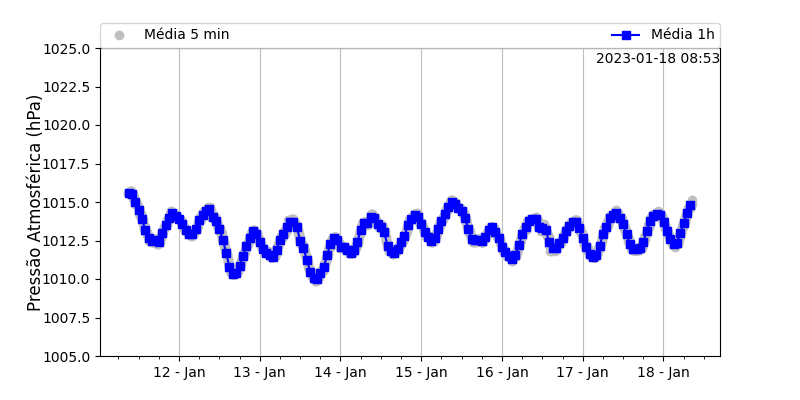 Média 5 min
Média 1h
2023-01-18 08:53
Pressão Atmosférica (hPa)
1025.0
1022.5
1020.0
1017.5
1015.0
1012.5
1010.0
1007.5
1005.0
12 - Jan
13 - Jan
14 - Jan
15 - Jan
16 - Jan
17 - Jan
18 - Jan